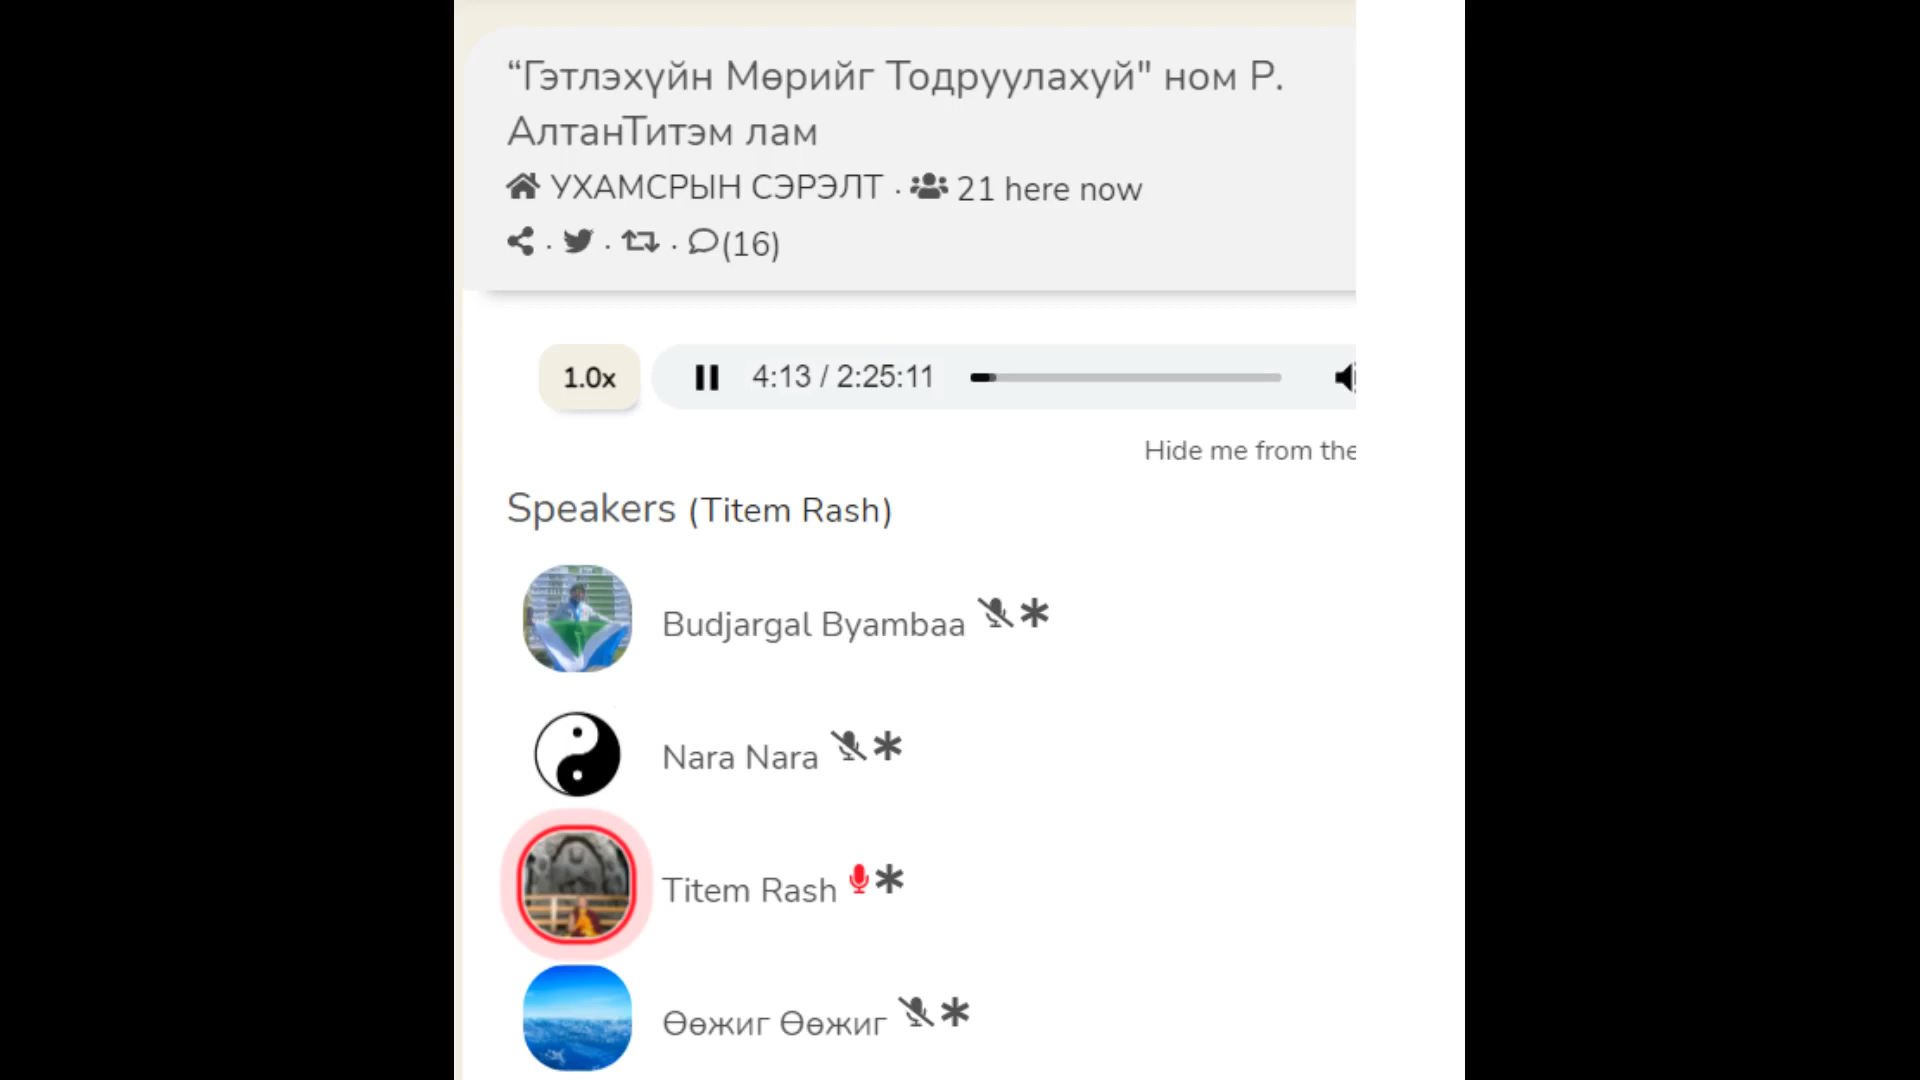 “Гэтлэхүйн Мөрийг Тодруулахуй" ном Р.
АлтанТитэм лам
УХАМСРЫН СЭРЭЛТ · 21 here now
· · · (16)
1.0x 4:13 / 2:25:11
Hide me from the
Speakers (Titem Rash)
Budjargal Byambaa
Nara Nara
Titem Rash
Өөжиг Өөжиг